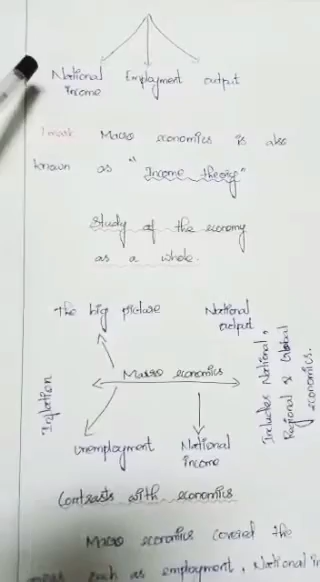 National Employment output
income
1 mark Macro economics is also
known as "Income theory"
Study of the economy
as a whole.
The big picture National
output
Macro economics
Inflation
Includes National,
Regional & Global
economics.
unemployment National
income
Contrasts with economics
Macro economics covered the
such as employment, National in